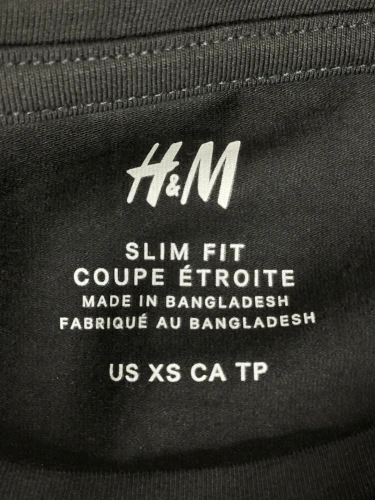 H&M
SLIM FIT
COUPE ÉTROITE
MADE IN BANGLADESH
FABRIQUÉ AU BANGLADESH
US XS CA TP